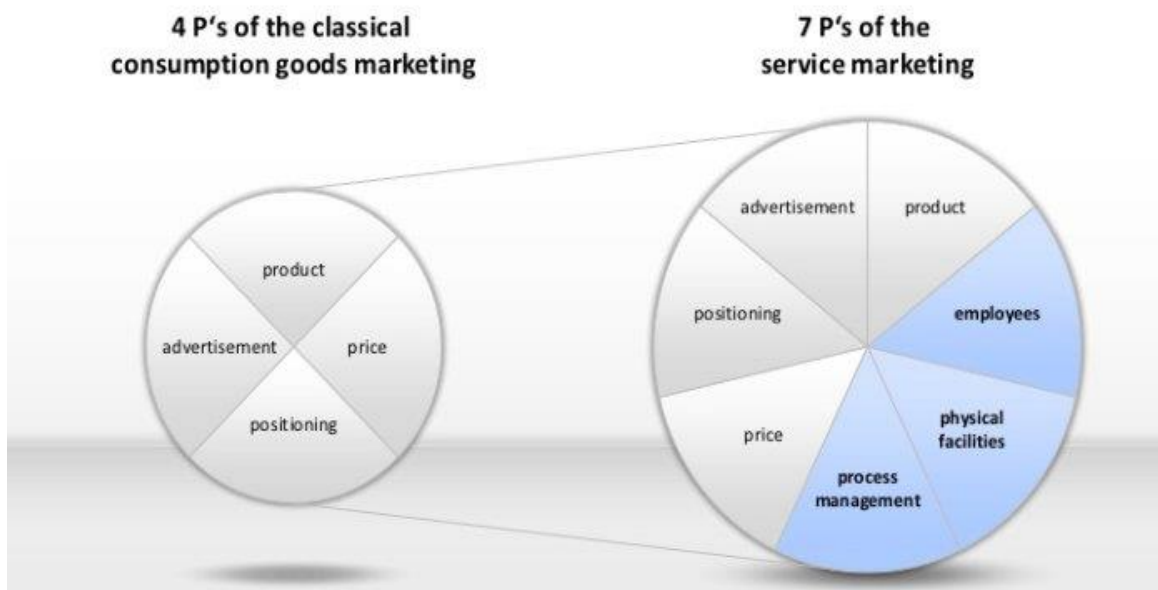 4 P‘s of the classical
consumption goods marketing
product
advertisement
price
positioning
7 P‘s of the
service marketing
advertisement
product
positioning
employees
price
physical
facilities
process
management